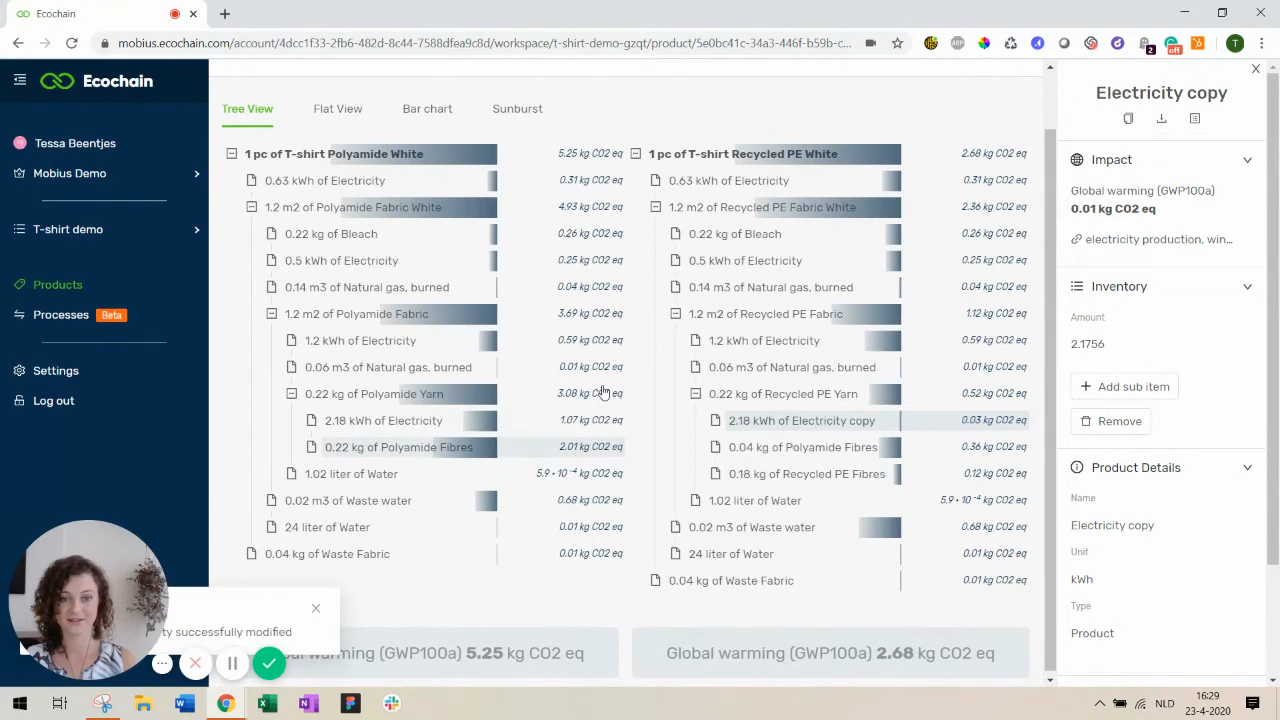 Ecochain
mobius.ecochain.com/account/4dcc1f33-2fb6-482d-8c44-7588dfea9c8d/workspace/t-shirt-demo-gzqt/product/5e0bc41c-34a3-446f-b59b-c...
ABP
2
off
T
Ecochain
Tessa Beentjes
Mobius Demo
T-shirt demo
Products
Processes Beta
Settings
Log out
Tree View
Flat View
Bar chart
Sunburst
1 pc of T-shirt Polyamide White 5.25 kg CO2 eq
0.63 kWh of Electricity 0.31 kg CO2 eq
1.2 m2 of Polyamide Fabric White 4.93 kg CO2 eq
0.22 kg of Bleach 0.26 kg CO2 eq
0.5 kWh of Electricity 0.25 kg CO2 eq
0.14 m3 of Natural gas, burned 0.04 kg CO2 eq
1.2 m2 of Polyamide Fabric 3.69 kg CO2 eq
1.2 kWh of Electricity 0.59 kg CO2 eq
0.06 m3 of Natural gas, burned 0.01 kg CO2 eq
0.22 kg of Polyamide Yarn 3.08 kg CO2 eq
2.18 kWh of Electricity 1.07 kg CO2 eq
0.22 kg of Polyamide Fibres 2.01 kg CO2 eq
1.02 liter of Water 5.9 • 10⁻⁴ kg CO2 eq
0.02 m3 of Waste water 0.68 kg CO2 eq
24 liter of Water 0.01 kg CO2 eq
0.04 kg of Waste Fabric 0.01 kg CO2 eq
1 pc of T-shirt Recycled PE White 2.68 kg CO2 eq
0.63 kWh of Electricity 0.31 kg CO2 eq
1.2 m2 of Recycled PE Fabric White 2.36 kg CO2 eq
0.22 kg of Bleach 0.26 kg CO2 eq
0.5 kWh of Electricity 0.25 kg CO2 eq
0.14 m3 of Natural gas, burned 0.04 kg CO2 eq
1.2 m2 of Recycled PE Fabric 1.12 kg CO2 eq
1.2 kWh of Electricity 0.59 kg CO2 eq
0.06 m3 of Natural gas, burned 0.01 kg CO2 eq
0.22 kg of Recycled PE Yarn 0.52 kg CO2 eq
2.18 kWh of Electricity copy 0.03 kg CO2 eq
0.04 kg of Polyamide Fibres 0.36 kg CO2 eq
0.18 kg of Recycled PE Fibres 0.12 kg CO2 eq
1.02 liter of Water 5.9 • 10⁻⁴ kg CO2 eq
0.02 m3 of Waste water 0.68 kg CO2 eq
24 liter of Water 0.01 kg CO2 eq
0.04 kg of Waste Fabric 0.01 kg CO2 eq
ty successfully modified
bal warming (GWP100a) 5.25 kg CO2 eq
Global warming (GWP100a) 2.68 kg CO2 eq
Electricity copy
Impact
Global warming (GWP100a)
0.01 kg CO2 eq
electricity production, win...
Inventory
Amount
2.1756
Add sub item
Remove
Product Details
Name
Electricity copy
Unit
kWh
Type
Product
NLD
16:29
23-4-2020